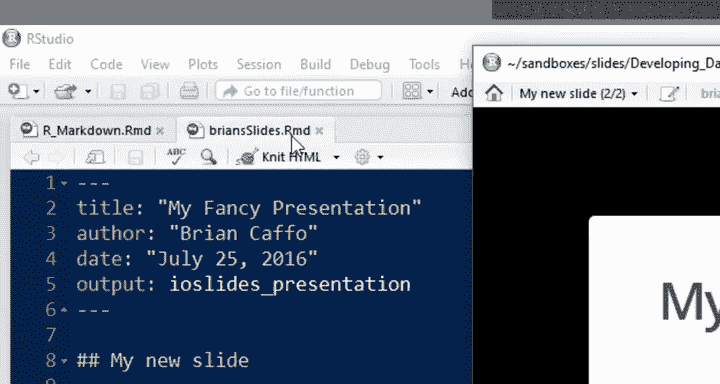 RStudio
File Edit Code View Plots Session Build Debug Tools
~/sandboxes/slides/Developing_Da
Go to file/function
My new slide (2/2)
R_Markdown.Rmd
briansSlides.Rmd
ABC
Knit HTML
1 ---
2 title: "My Fancy Presentation"
3 author: "Brian Caffo"
4 date: "July 25, 2016"
5 output: ioslides_presentation
6 ---
7
8 ## My new slide
My